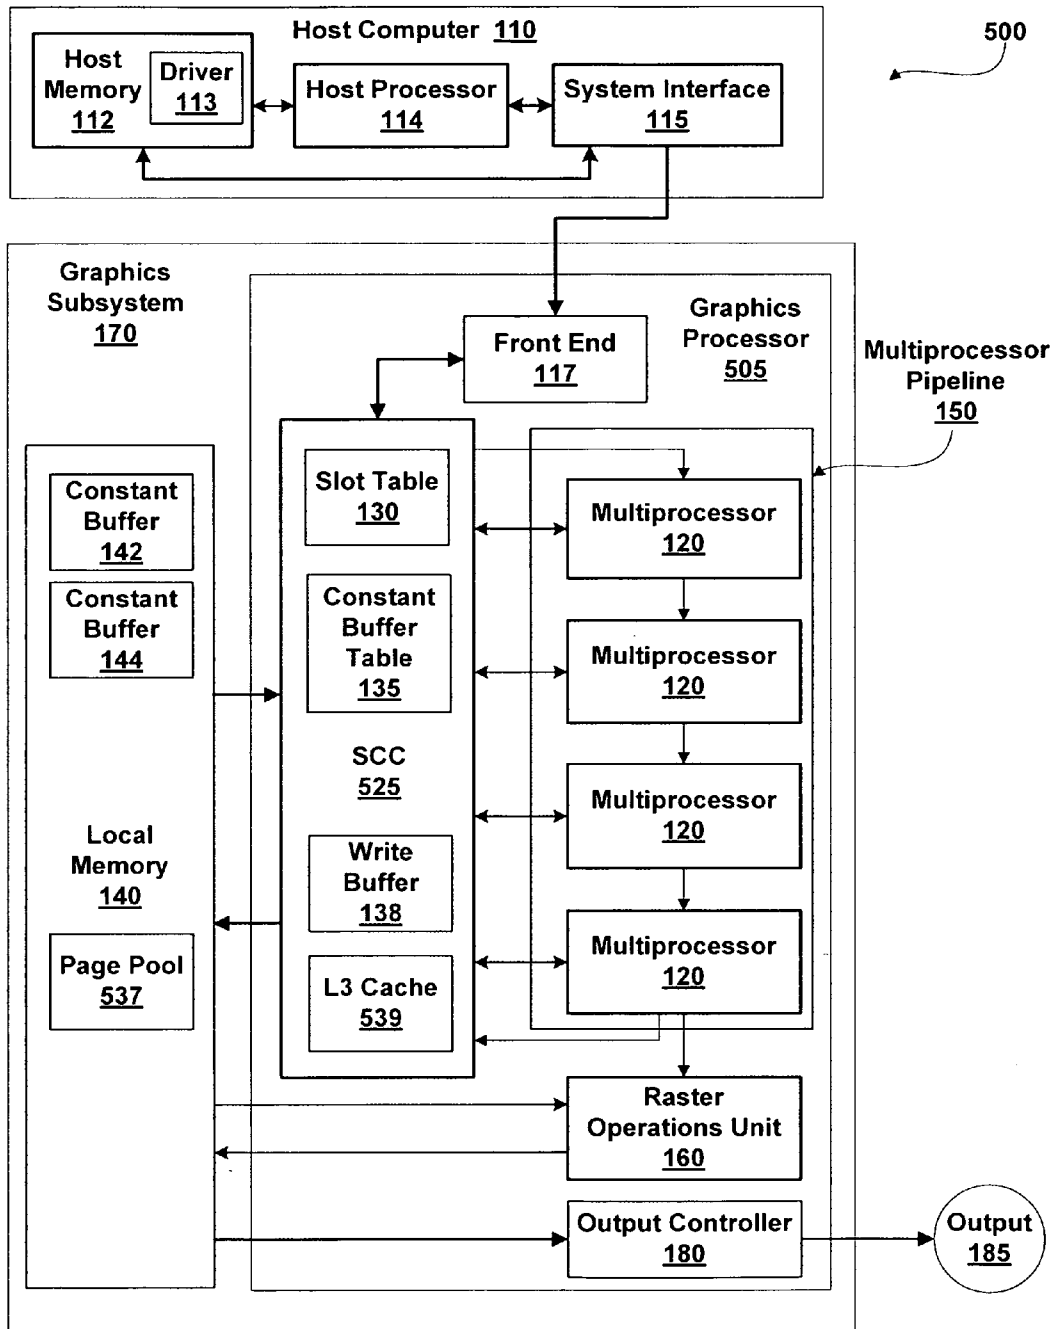 Host Computer 110
500
Host
Memory
112
Driver
113
Host Processor
114
System Interface
115
Graphics
Subsystem
170
Front End
117
Graphics
Processor
505
Multiprocessor
Pipeline
150
Constant
Buffer
142
Constant
Buffer
144
Local
Memory
140
Page Pool
537
Slot Table
130
Constant
Buffer
Table
135
SCC
525
Write
Buffer
138
L3 Cache
539
Multiprocessor
120
Multiprocessor
120
Multiprocessor
120
Multiprocessor
120
Raster
Operations Unit
160
Output Controller
180
Output
185